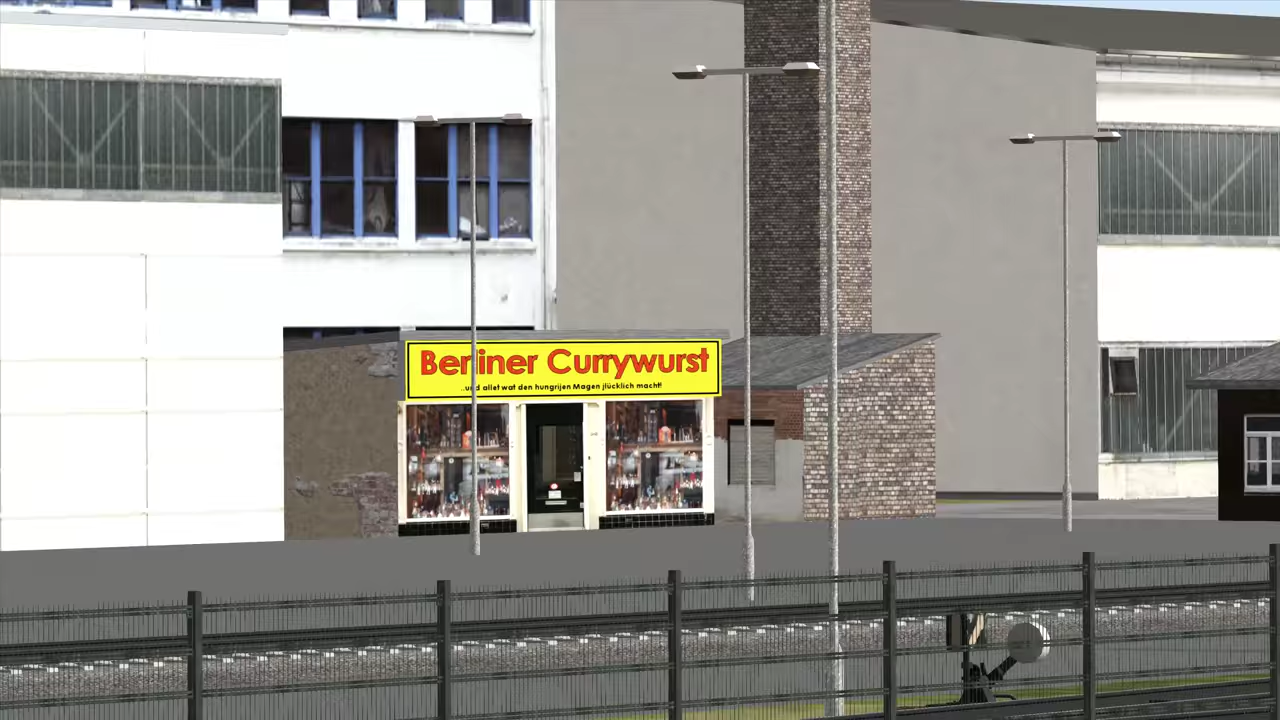 Berliner Currywurst
..und allet wat den hungrijen Magen jlücklich macht!